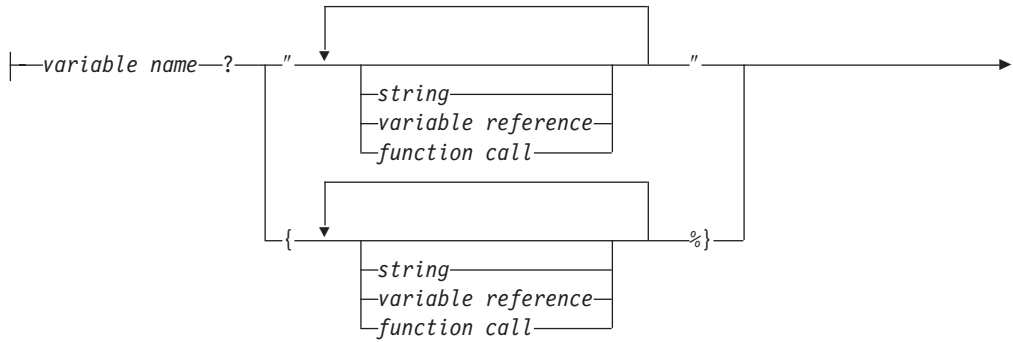 variable name ? " "
string
variable reference
function call
{ %}
string
variable reference
function call